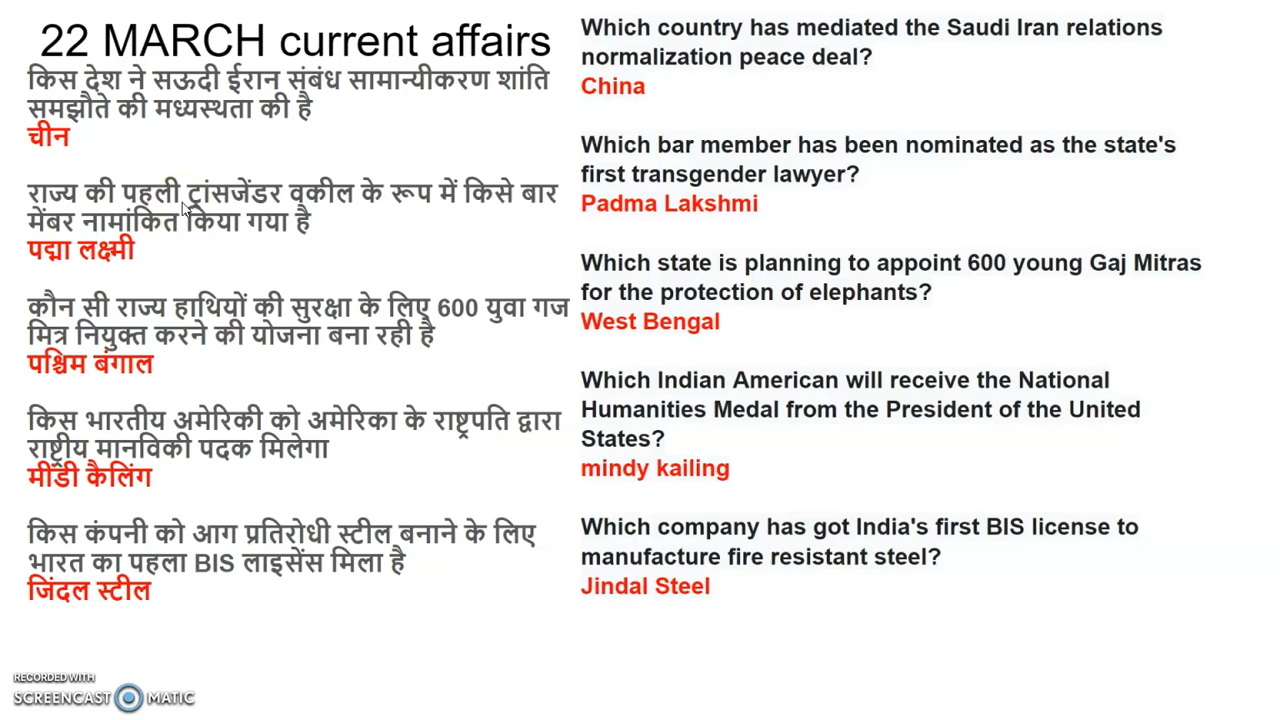 22 MARCH current affairs
किस देश ने सऊदी ईरान संबंध सामान्यीकरण शांति
समझौते की मध्यस्थता की है
चीन
राज्य की पहली ट्रांसजेंडर वकील के रूप में किसे बार
मेंबर नामांकित किया गया है
पद्मा लक्ष्मी
कौन सी राज्य हाथियों की सुरक्षा के लिए 600 युवा गज
मित्र नियुक्त करने की योजना बना रही है
पश्चिम बंगाल
किस भारतीय अमेरिकी को अमेरिका के राष्ट्रपति द्वारा
राष्ट्रीय मानविकी पदक मिलेगा
मींडी कैलिंग
किस कंपनी को आग प्रतिरोधी स्टील बनाने के लिए
भारत का पहला BIS लाइसेंस मिला है
जिंदल स्टील
Which country has mediated the Saudi Iran relations
normalization peace deal?
China
Which bar member has been nominated as the state's
first transgender lawyer?
Padma Lakshmi
Which state is planning to appoint 600 young Gaj Mitras
for the protection of elephants?
West Bengal
Which Indian American will receive the National
Humanities Medal from the President of the United
States?
mindy kailing
Which company has got India's first BIS license to
manufacture fire resistant steel?
Jindal Steel
RECORDED WITH
SCREENCAST MATIC